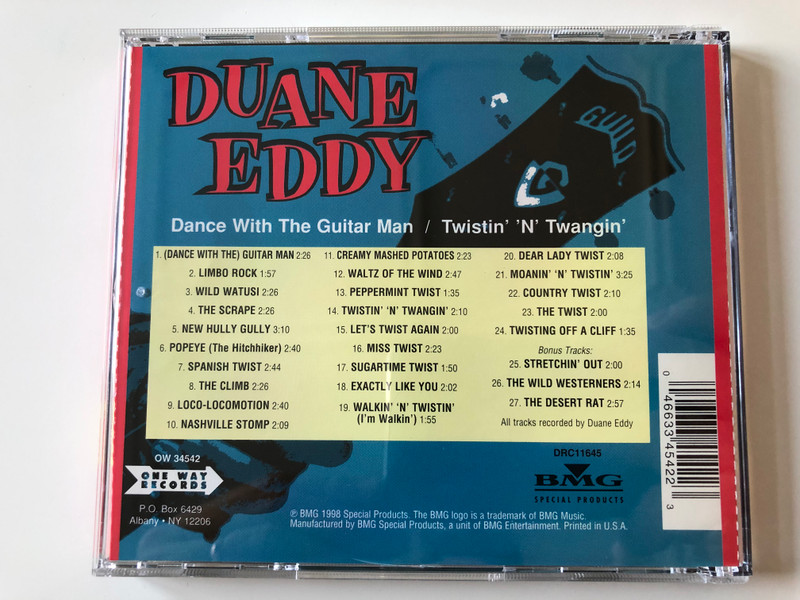 DUANE
EDDY
GUILD
G
Dance With The Guitar Man / Twistin' 'N' Twangin'
1. (DANCE WITH THE) GUITAR MAN 2:26
2. LIMBO ROCK 1:57
3. WILD WATUSI 2:26
4. THE SCRAPE 2:26
5. NEW HULLY GULLY 3:10
6. POPEYE (The Hitchhiker) 2:40
7. SPANISH TWIST 2:44
8. THE CLIMB 2:26
9. LOCO-LOCOMOTION 2:40
10. NASHVILLE STOMP 2:09
11. CREAMY MASHED POTATOES 2:23
12. WALTZ OF THE WIND 2:47
13. PEPPERMINT TWIST 1:35
14. TWISTIN' 'N' TWANGIN' 2:10
15. LET'S TWIST AGAIN 2:00
16. MISS TWIST 2:23
17. SUGARTIME TWIST 1:50
18. EXACTLY LIKE YOU 2:02
19. WALKIN' 'N' TWISTIN'
(I'm Walkin') 1:55
20. DEAR LADY TWIST 2:08
21. MOANIN' 'N' TWISTIN' 3:25
22. COUNTRY TWIST 2:10
23. THE TWIST 2:00
24. TWISTING OFF A CLIFF 1:35
Bonus Tracks:
25. STRETCHIN' OUT 2:00
26. THE WILD WESTERNERS 2:14
27. THE DESERT RAT 2:57
All tracks recorded by Duane Eddy
OW 34542
ONE WAY
RECORDS
P.O. Box 6429
Albany • NY 12206
DRC11645
BMG
SPECIAL PRODUCTS
℗ BMG 1998 Special Products. The BMG logo is a trademark of BMG Music.
Manufactured by BMG Special Products, a unit of BMG Entertainment. Printed in U.S.A.
0 46633 45422 3